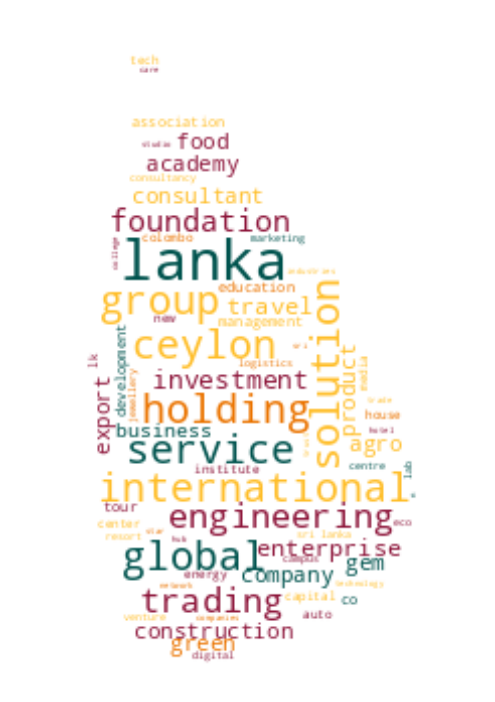 tech
care
association
studio food
academy
consultancy
consultant
foundation
colombo marketing
college
lanka
industries
education
group travel
new management
solution
development
ceylon
logistics
sri
product
media
lk
investment
jewellery
export
holding
trade
house
business
hotel
service
agro
institute
centre
lab
international
tour
engineering
eco
center
star
resort
hub
sri lanka
global
enterprise
campus
gem
energy
company
network
technology
trading
capital
co
venture
companies
auto
construction
green
digital